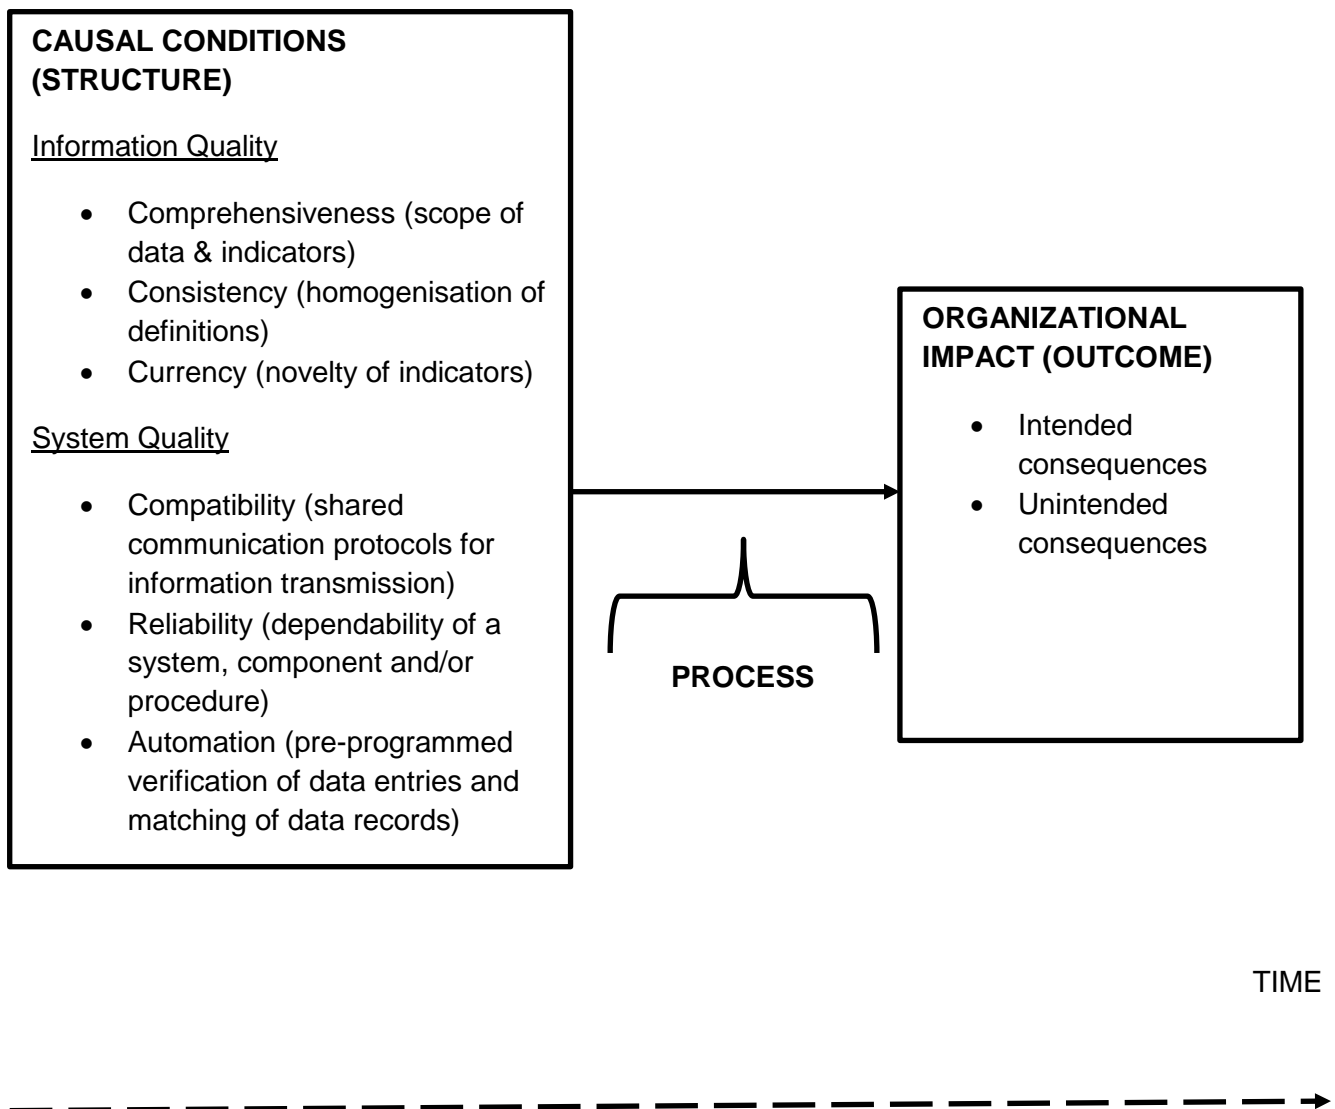 CAUSAL CONDITIONS
(STRUCTURE)
Information Quality
• Comprehensiveness (scope of
data & indicators)
• Consistency (homogenisation of
definitions)
• Currency (novelty of indicators)
System Quality
• Compatibility (shared
communication protocols for
information transmission)
• Reliability (dependability of a
system, component and/or
procedure)
• Automation (pre-programmed
verification of data entries and
matching of data records)
PROCESS
ORGANIZATIONAL
IMPACT (OUTCOME)
• Intended
consequences
• Unintended
consequences
TIME